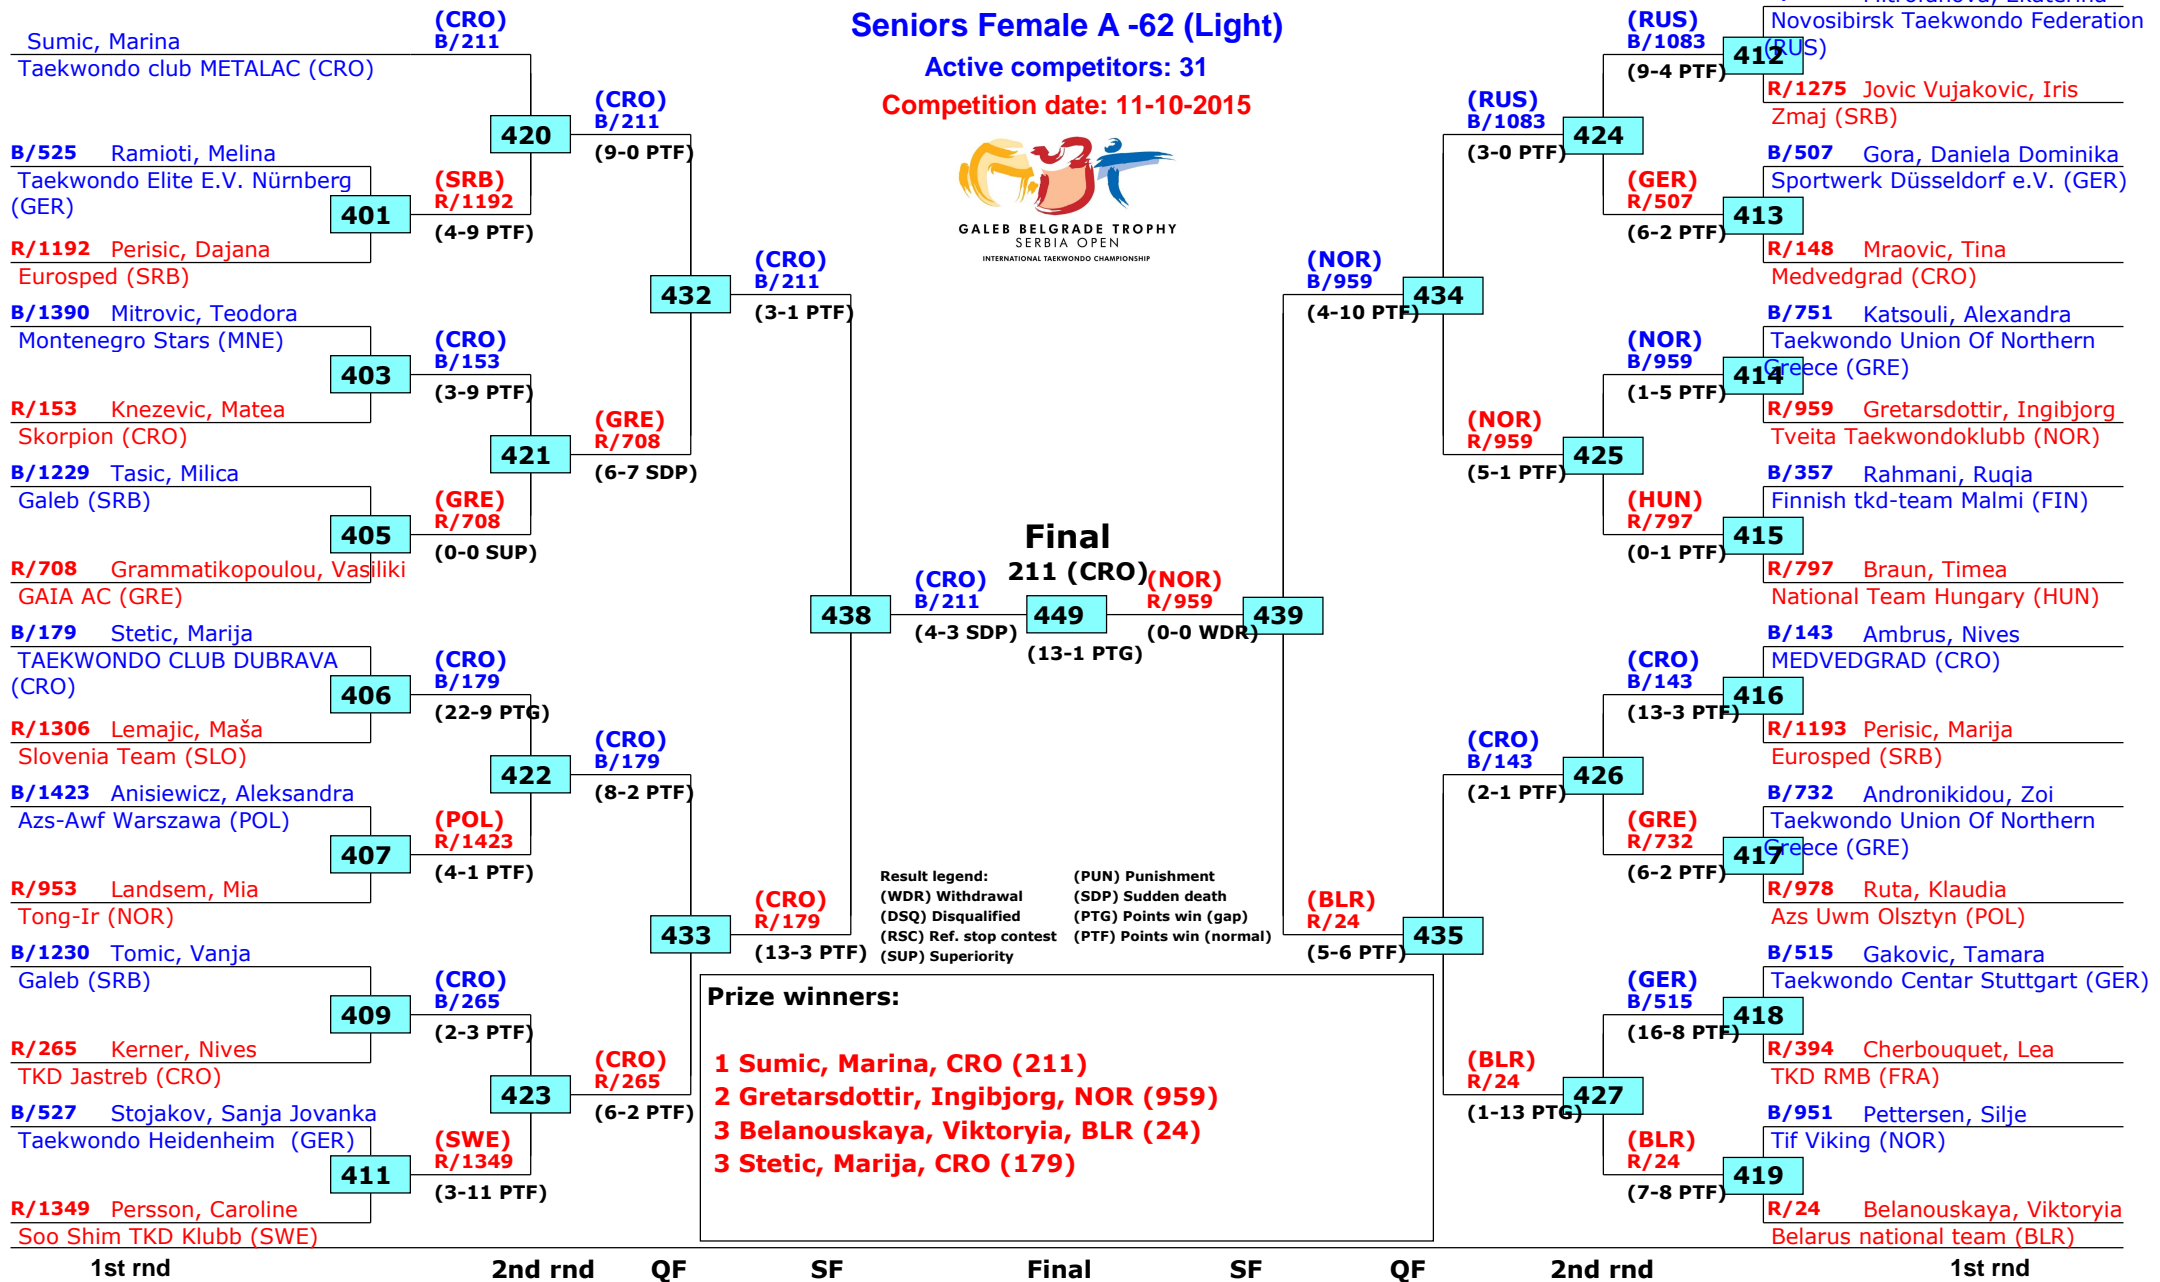 Seniors Female A -62 (Light)
Active competitors: 31
Competition date: 11-10-2015
GALEB BELGRADE TROPHY
SERBIA OPEN
INTERNATIONAL TAEKWONDO CHAMPIONSHIP
Sumic, Marina
Taekwondo club METALAC (CRO)
B/525 Ramioti, Melina
Taekwondo Elite E.V. Nürnberg
(GER)
401
R/1192 Perisic, Dajana
Eurosped (SRB)
B/1390 Mitrovic, Teodora
Montenegro Stars (MNE)
403
R/153 Knezevic, Matea
Skorpion (CRO)
B/1229 Tasic, Milica
Galeb (SRB)
405
R/708 Grammatikopoulou, Vasiliki
GAIA AC (GRE)
B/179 Stetic, Marija
TAEKWONDO CLUB DUBRAVA
(CRO)
406
R/1306 Lemajic, Maša
Slovenia Team (SLO)
B/1423 Anisiewicz, Aleksandra
Azs-Awf Warszawa (POL)
407
R/953 Landsem, Mia
Tong-Ir (NOR)
B/1230 Tomic, Vanja
Galeb (SRB)
409
R/265 Kerner, Nives
TKD Jastreb (CRO)
B/527 Stojakov, Sanja Jovanka
Taekwondo Heidenheim (GER)
411
R/1349 Persson, Caroline
Soo Shim TKD Klubb (SWE)
(CRO)
B/211
420
(SRB)
R/1192
(4-9 PTF)
(CRO)
B/153
(3-9 PTF)
421
(GRE)
R/708
(0-0 SUP)
(CRO)
B/179
(22-9 PTG)
422
(POL)
R/1423
(4-1 PTF)
(CRO)
B/265
(2-3 PTF)
423
(SWE)
R/1349
(3-11 PTF)
(CRO)
B/211
(9-0 PTF)
432
(GRE)
R/708
(6-7 SDP)
(CRO)
B/179
(8-2 PTF)
433
(CRO)
R/265
(6-2 PTF)
(CRO)
B/211
(3-1 PTF)
438
(CRO)
R/179
(13-3 PTF)
(CRO)
B/211
(4-3 SDP)
Final
211 (CRO)
449
(13-1 PTG)
(NOR)
R/959
(0-0 WDR)
439
(NOR)
B/959
(4-10 PTF)
434
(BLR)
R/24
(5-6 PTF)
435
(RUS)
B/1083
(3-0 PTF)
424
(NOR)
R/959
(5-1 PTF)
425
(CRO)
B/143
(2-1 PTF)
426
(BLR)
R/24
(1-13 PTG)
427
(RUS)
B/1083
(9-4 PTF)
412
(GER)
R/507
(6-2 PTF)
413
(NOR)
B/959
(1-5 PTF)
414
(HUN)
R/797
(0-1 PTF)
415
(CRO)
B/143
(13-3 PTF)
416
(GRE)
R/732
(6-2 PTF)
417
(GER)
B/515
(16-8 PTF)
418
(BLR)
R/24
(7-8 PTF)
419
Novosibirsk Taekwondo Federation
(RUS)
R/1275 Jovic Vujakovic, Iris
Zmaj (SRB)
B/507 Gora, Daniela Dominika
Sportwerk Düsseldorf e.V. (GER)
R/148 Mraovic, Tina
Medvedgrad (CRO)
B/751 Katsouli, Alexandra
Taekwondo Union Of Northern
Greece (GRE)
R/959 Gretarsdottir, Ingibjorg
Tveita Taekwondoklubb (NOR)
B/357 Rahmani, Ruqia
Finnish tkd-team Malmi (FIN)
R/797 Braun, Timea
National Team Hungary (HUN)
B/143 Ambrus, Nives
MEDVEDGRAD (CRO)
R/1193 Perisic, Marija
Eurosped (SRB)
B/732 Andronikidou, Zoi
Taekwondo Union Of Northern
Greece (GRE)
R/978 Ruta, Klaudia
Azs Uwm Olsztyn (POL)
B/515 Gakovic, Tamara
Taekwondo Centar Stuttgart (GER)
R/394 Cherbouquet, Lea
TKD RMB (FRA)
B/951 Pettersen, Silje
Tif Viking (NOR)
R/24 Belanouskaya, Viktoryia
Belarus national team (BLR)
Result legend:
(WDR) Withdrawal
(DSQ) Disqualified
(RSC) Ref. stop contest
(SUP) Superiority
(PUN) Punishment
(SDP) Sudden death
(PTG) Points win (gap)
(PTF) Points win (normal)
Prize winners:
1 Sumic, Marina, CRO (211)
2 Gretarsdottir, Ingibjorg, NOR (959)
3 Belanouskaya, Viktoryia, BLR (24)
3 Stetic, Marija, CRO (179)
1st rnd 2nd rnd QF SF Final SF QF 2nd rnd 1st rnd